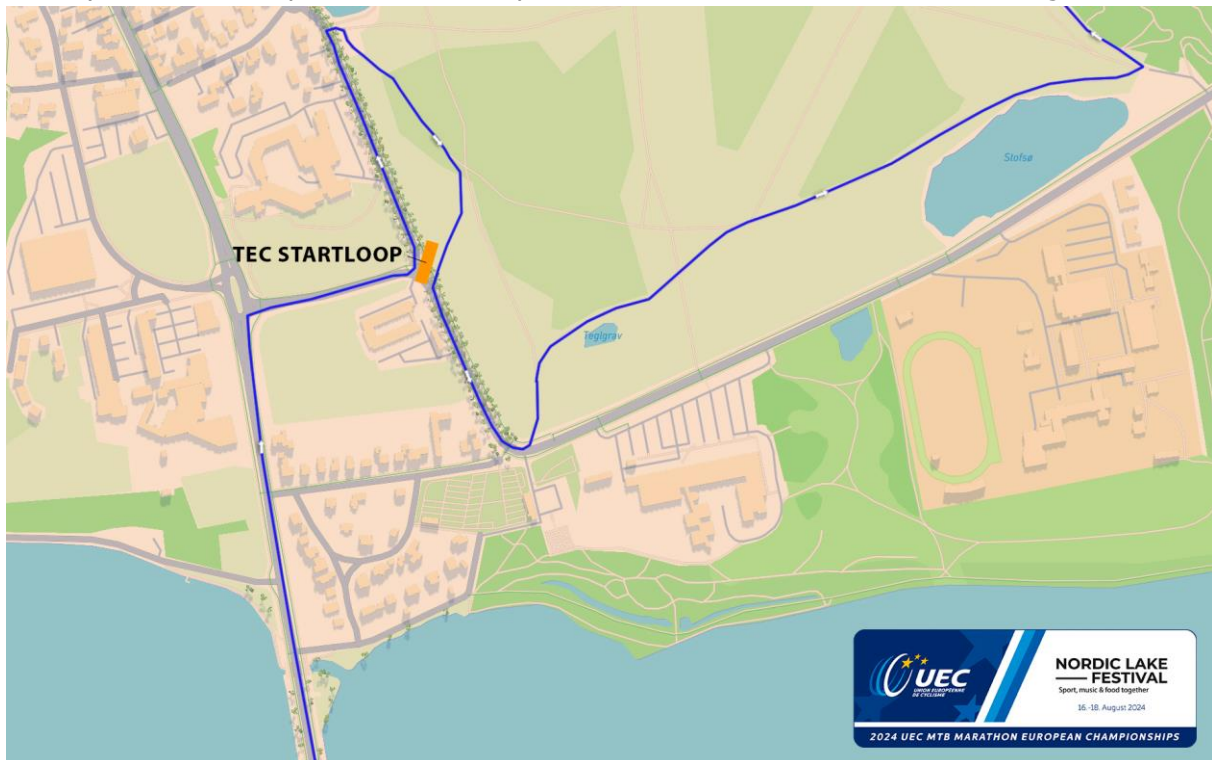 Stofsø
TEC STARTLOOP
Teglgrav
UEC
UNION EUROPÉENNE
DE CYCLISME
NORDIC LAKE
FESTIVAL
Sport, music & food together
16.-18. August 2024
2024 UEC MTB MARATHON EUROPEAN CHAMPIONSHIPS